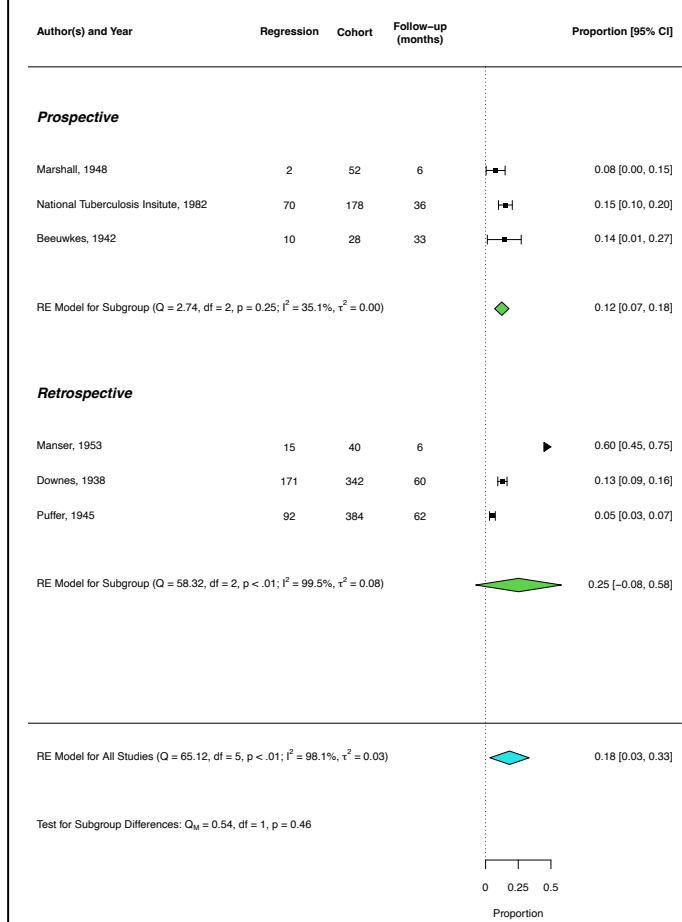 Author(s) and Year Regression Cohort Follow−up (months) Proportion [95% CI]
Prospective
Marshall, 1948 2 52 6 0.08 [0.00, 0.15]
National Tuberculosis Insitute, 1982 70 178 36 0.15 [0.10, 0.20]
Beeuwkes, 1942 10 28 33 0.14 [0.01, 0.27]
RE Model for Subgroup (Q = 2.74, df = 2, p = 0.25; I² = 35.1%, τ² = 0.00) 0.12 [0.07, 0.18]
Retrospective
Manser, 1953 15 40 6 0.60 [0.45, 0.75]
Downes, 1938 171 342 60 0.13 [0.09, 0.16]
Puffer, 1945 92 384 62 0.05 [0.03, 0.07]
RE Model for Subgroup (Q = 58.32, df = 2, p < .01; I² = 99.5%, τ² = 0.08) 0.25 [−0.08, 0.58]
RE Model for All Studies (Q = 65.12, df = 5, p < .01; I² = 98.1%, τ² = 0.03) 0.18 [0.03, 0.33]
Test for Subgroup Differences: Q_M = 0.54, df = 1, p = 0.46
0 0.25 0.5
Proportion